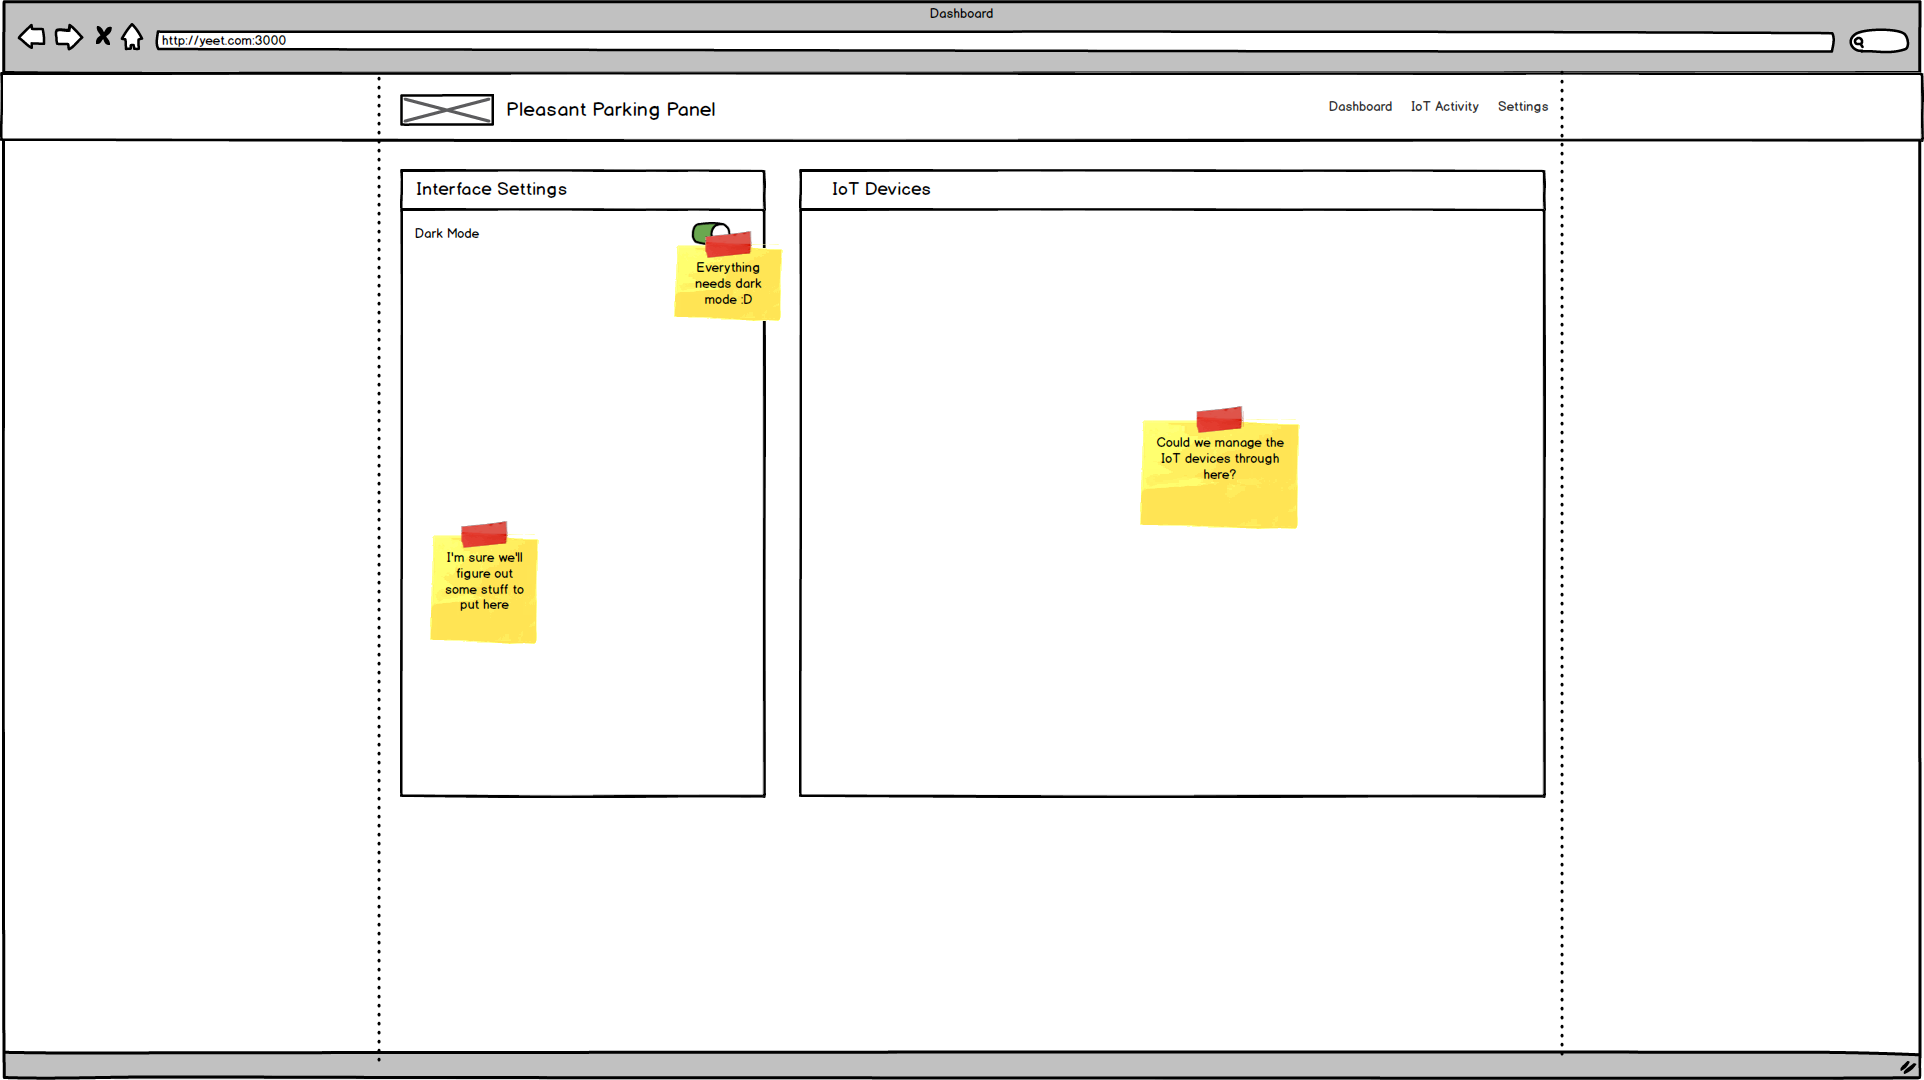 Dashboard
http://yeet.com:3000
Pleasant Parking Panel
Dashboard IoT Activity Settings
Interface Settings
Dark Mode
Everything
needs dark
mode :D
I'm sure we'll
figure out
some stuff to
put here
IoT Devices
Could we manage the
IoT devices through
here?